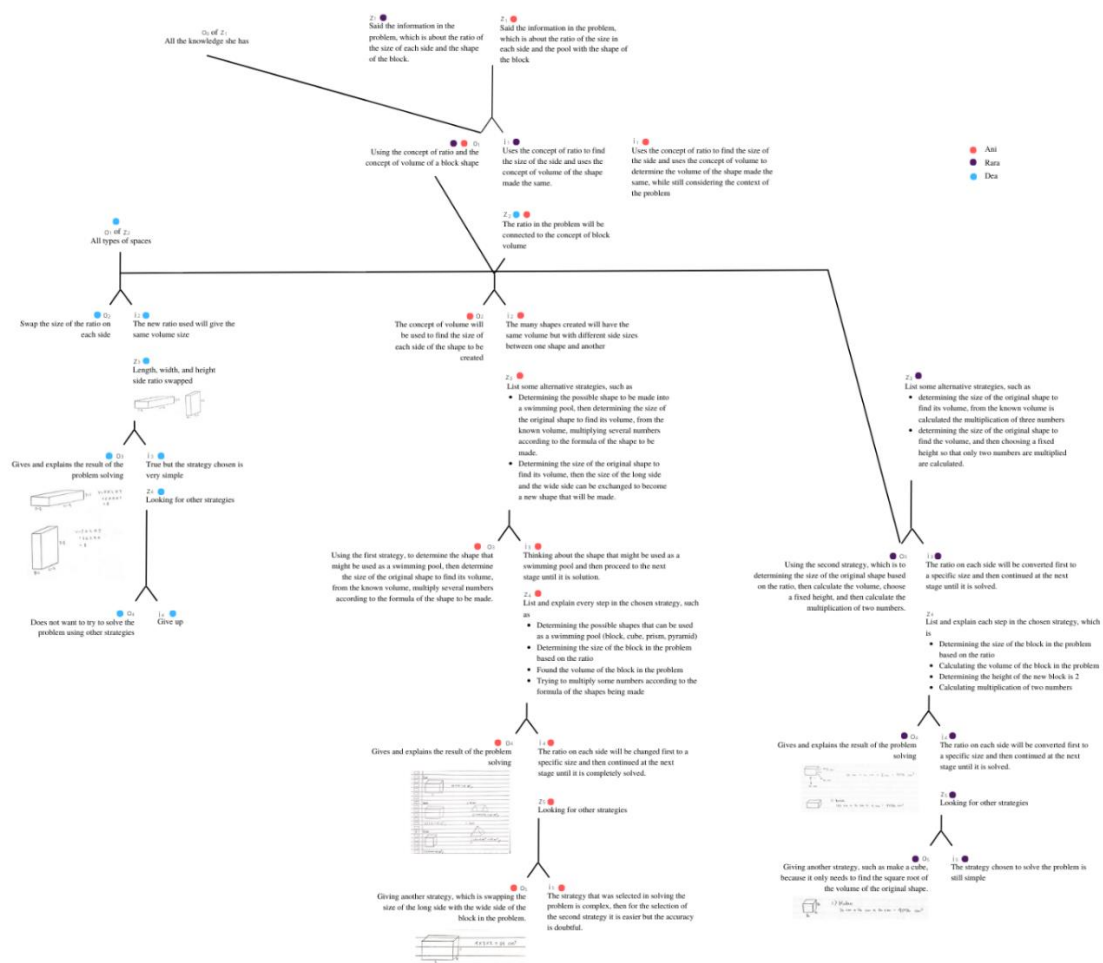 O₀ of Z₁
All the knowledge she has
Z₁
Said the information in the
problem, which is about the ratio of
the size of each side and the shape
of the block.
Z₁
Said the information in the problem,
which is about the ratio of the size in
each side and the pool with the shape of
the block
O₁
Using the concept of ratio and the
concept of volume of a block shape
i₁
Uses the concept of ratio to find
the size of the side and uses the
concept of volume of the shape
made the same.
i₁
Uses the concept of ratio to find the size of
the side and uses the concept of volume to
determine the volume of the shape made the
same, while still considering the context of
the problem
Ani
Rara
Dea
Z₂
The ratio in the problem will be
connected to the concept of block
volume
O₁ of Z₂
All types of spaces
O₂
Swap the size of the ratio on
each side
i₂
The new ratio used will give the
same volume size
Z₃
Length, width, and height
side ratio swapped
O₃
Gives and explains the result of the
problem solving
i₃
True but the strategy chosen is
very simple
Z₄
Looking for other strategies
O₄
Does not want to try to solve the
problem using other strategies
i₄
Give up
O₂
The concept of volume will
be used to find the size of
each side of the shape to be
created
i₂
The many shapes created will have the
same volume but with different side sizes
between one shape and another
Z₃
List some alternative strategies, such as
• Determining the possible shape to be made into
a swimming pool, then determining the size of
the original shape to find its volume, from the
known volume, multiplying several numbers
according to the formula of the shape to be
made.
• Determining the size of the original shape to
find its volume, then the size of the long side
and the wide side can be exchanged to become
a new shape that will be made.
O₃
Using the first strategy, to determine the shape that
might be used as a swimming pool, then determine
the size of the original shape to find its volume,
from the known volume, multiply several numbers
according to the formula of the shape to be made.
i₃
Thinking about the shape that might be used as a
swimming pool and then proceed to the next
stage until it is solution.
Z₄
List and explain every step in the chosen strategy, such
as
• Determining the possible shapes that can be used
as a swimming pool (block, cube, prism, pyramid)
• Determining the size of the block in the problem
based on the ratio
• Found the volume of the block in the problem
• Trying to multiply some numbers according to the
formula of the shapes being made
O₄
Gives and explains the result of the problem
solving
i₄
The ratio on each side will be changed first to a
specific size and then continued at the next
stage until it is completely solved.
Z₅
Looking for other strategies
O₅
Giving another strategy, which is swapping the
size of the long side with the wide side of the
block in the problem.
i₅
The strategy that was selected in solving the
problem is complex, then for the selection of
the second strategy it is easier but the accuracy
is doubtful.
List some alternative strategies, such as
• determining the size of the original shape to
find its volume, from the known volume is
calculated the multiplication of three numbers
• determining the size of the original shape to
find the volume, and then choosing a fixed
height so that only two numbers are multiplied
are calculated.
Using the second strategy, which is to
determining the size of the original shape based
on the ratio, then calculate the volume, choose
a fixed height, and then calculate the
multiplication of two numbers.
The ratio on each side will be converted first to
a specific size and then continued at the next
stage until it is solved.
Z₄
List and explain each step in the chosen strategy, which
is
• Determining the size of the block in the problem
based on the ratio
• Calculating the volume of the block in the problem
• Determining the height of the new block is 2
• Calculating multiplication of two numbers
O₄
Gives and explains the result of the problem
solving
i₄
The ratio on each side will be converted first to
a specific size and then continued at the next
stage until it is solved.
Z₅
Looking for other strategies
O₅
Giving another strategy, such as make a cube,
because it only needs to find the square root of
the volume of the original shape.
i₅
The strategy chosen to solve the problem is
still simple